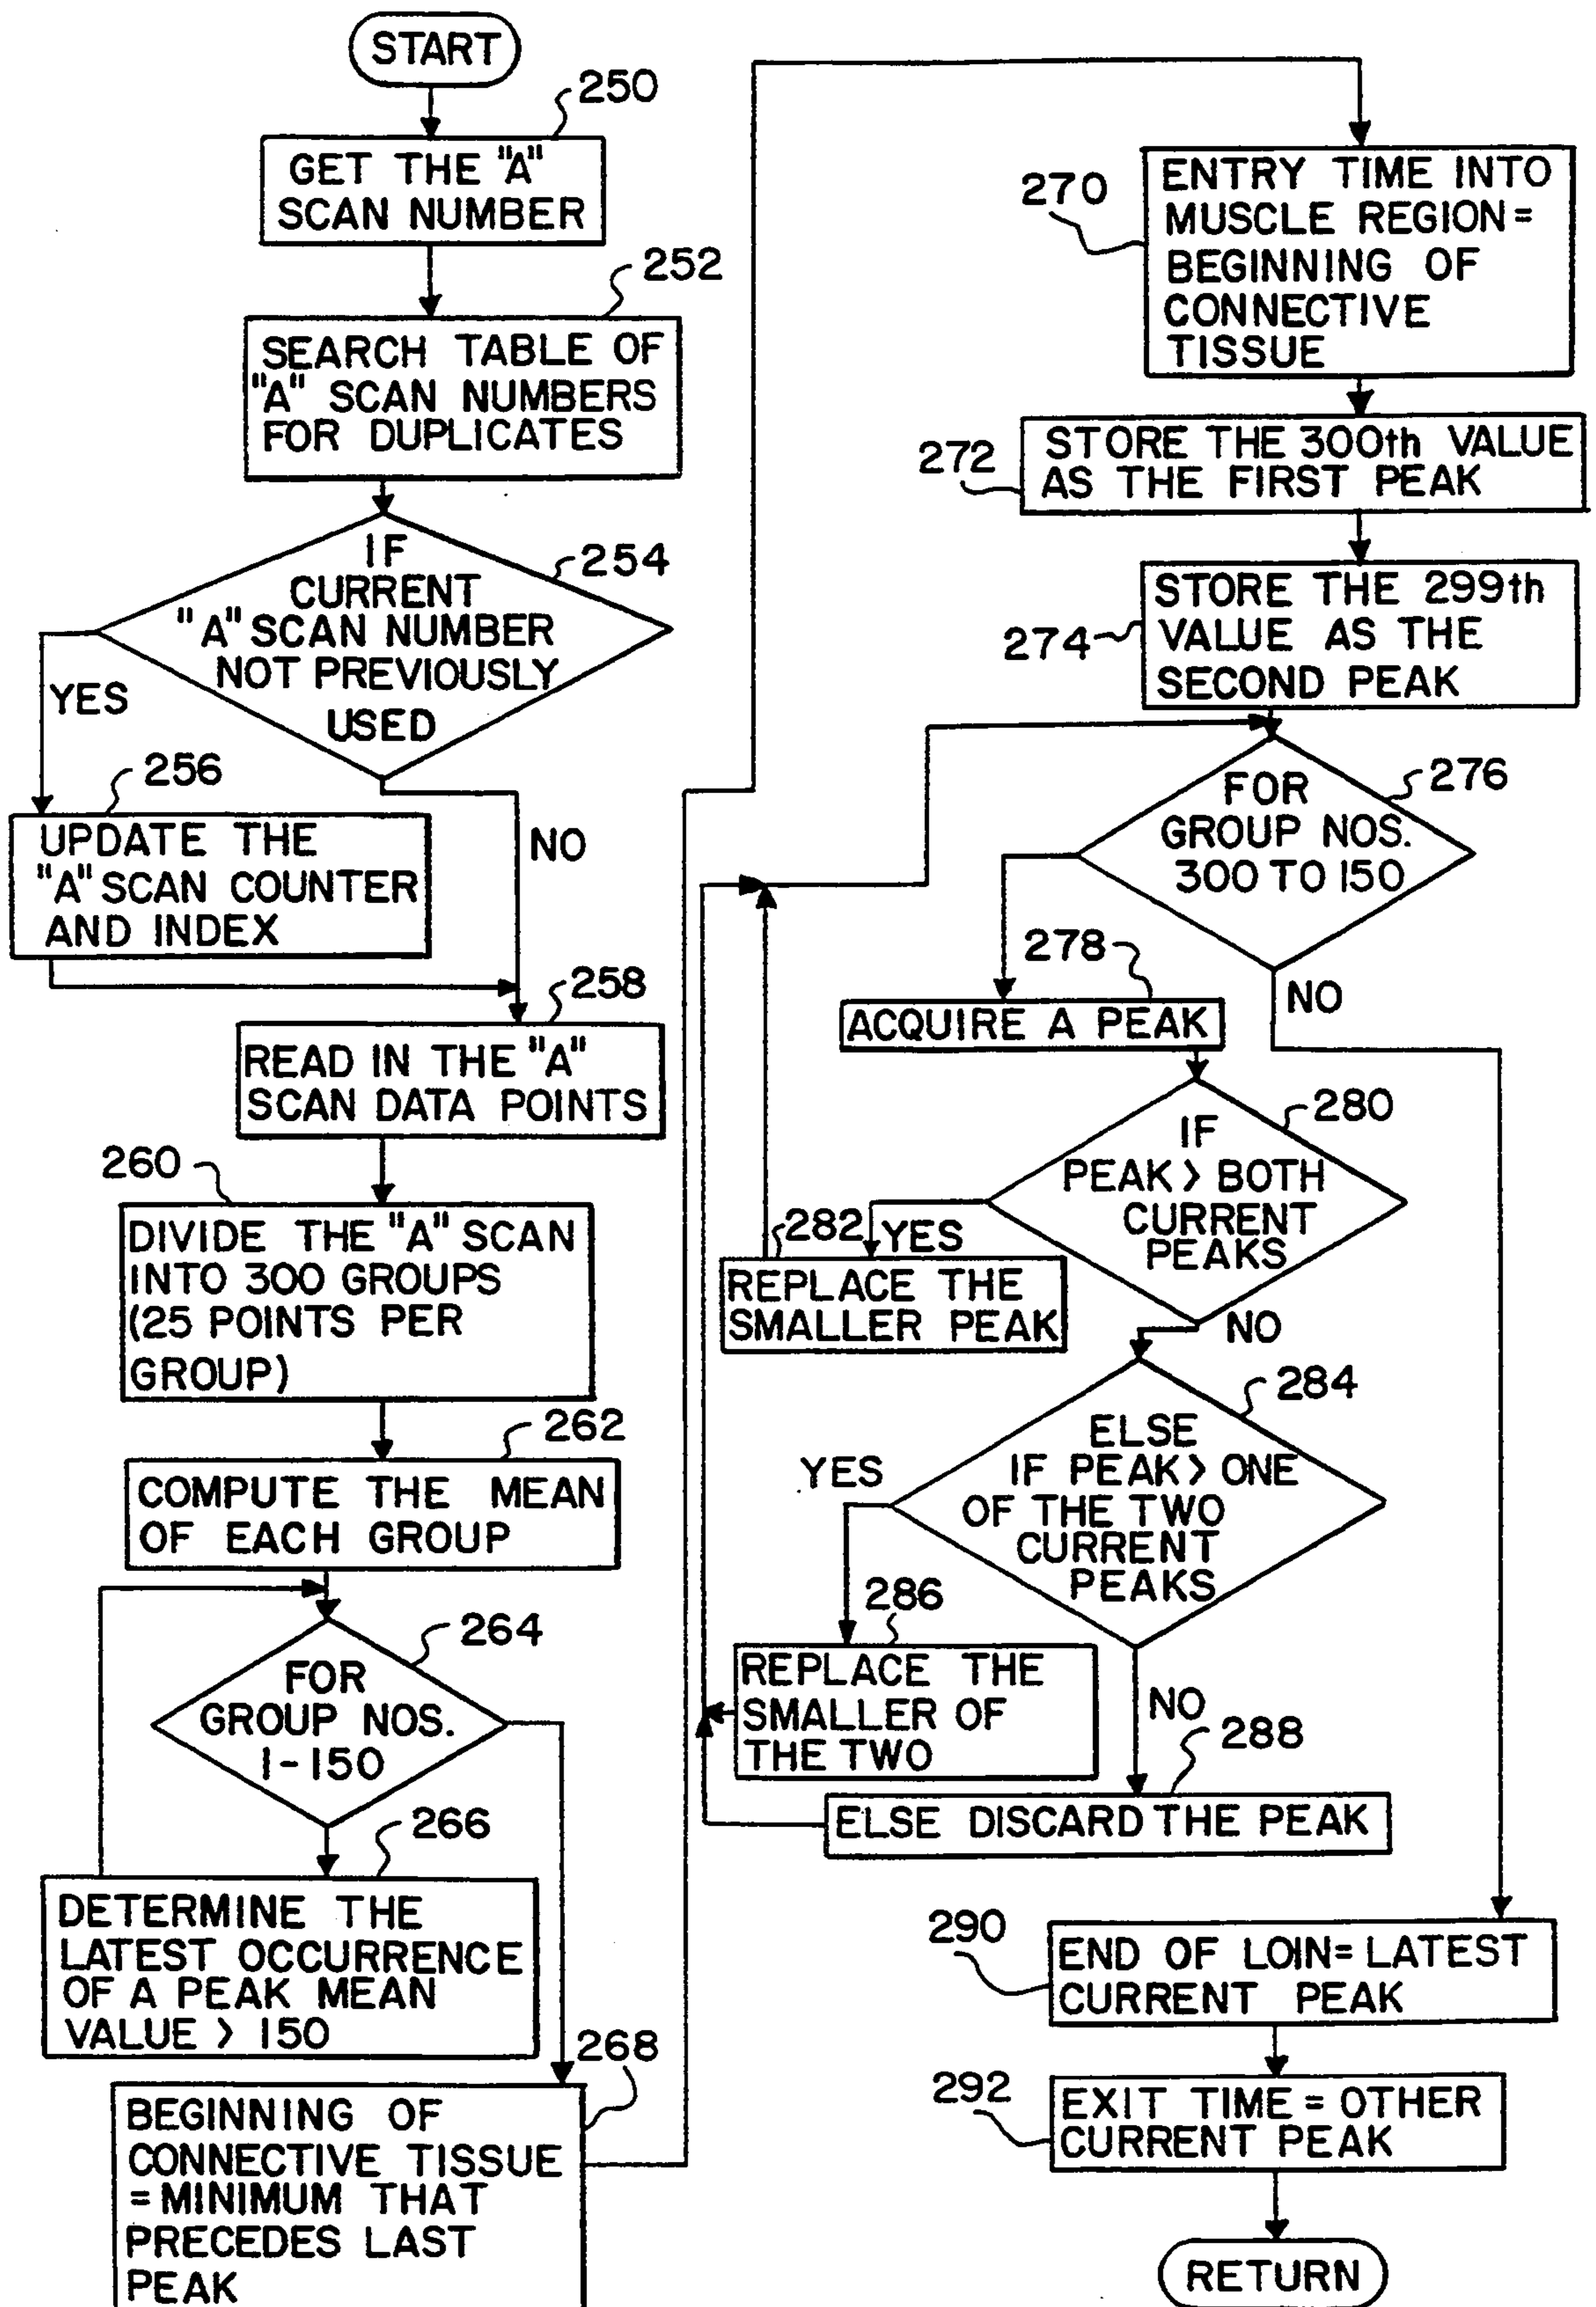 START
250
GET THE "A"
SCAN NUMBER
252
SEARCH TABLE OF
"A" SCAN NUMBERS
FOR DUPLICATES
254
IF
CURRENT
"A" SCAN NUMBER
NOT PREVIOUSLY
USED
YES
NO
256
UPDATE THE
"A" SCAN COUNTER
AND INDEX
258
READ IN THE "A"
SCAN DATA POINTS
260
DIVIDE THE "A" SCAN
INTO 300 GROUPS
(25 POINTS PER
GROUP)
262
COMPUTE THE MEAN
OF EACH GROUP
264
FOR
GROUP NOS.
1-150
266
DETERMINE THE
LATEST OCCURRENCE
OF A PEAK MEAN
VALUE > 150
268
BEGINNING OF
CONNECTIVE TISSUE
= MINIMUM THAT
PRECEDES LAST
PEAK
270
ENTRY TIME INTO
MUSCLE REGION =
BEGINNING OF
CONNECTIVE
TISSUE
272
STORE THE 300th VALUE
AS THE FIRST PEAK
274
STORE THE 299th
VALUE AS THE
SECOND PEAK
276
FOR
GROUP NOS.
300 TO 150
NO
278
ACQUIRE A PEAK
280
IF
PEAK > BOTH
CURRENT
PEAKS
YES
NO
282
REPLACE THE
SMALLER PEAK
284
ELSE
IF PEAK > ONE
OF THE TWO
CURRENT
PEAKS
YES
NO
286
REPLACE THE
SMALLER OF
THE TWO
288
ELSE DISCARD THE PEAK
290
END OF LOIN = LATEST
CURRENT PEAK
292
EXIT TIME = OTHER
CURRENT PEAK
RETURN